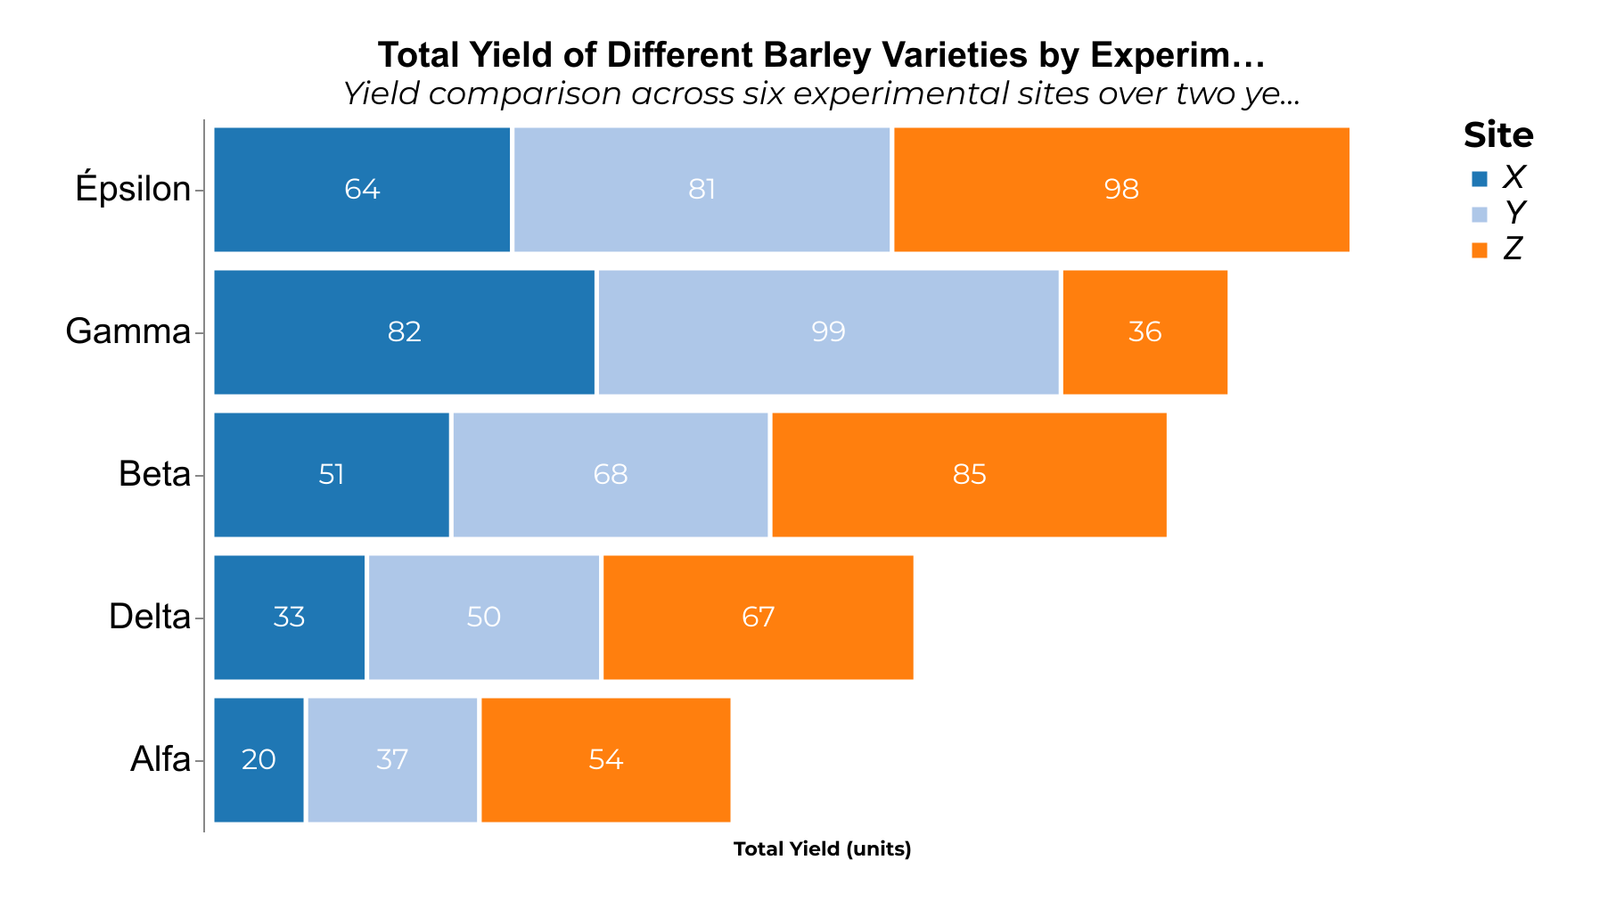 Total Yield of Different Barley Varieties by Experim…
Yield comparison across six experimental sites over two ye…
Site
X
Y
Z
Épsilon
64
81
98
Gamma
82
99
36
Beta
51
68
85
Delta
33
50
67
Alfa
20
37
54
Total Yield (units)